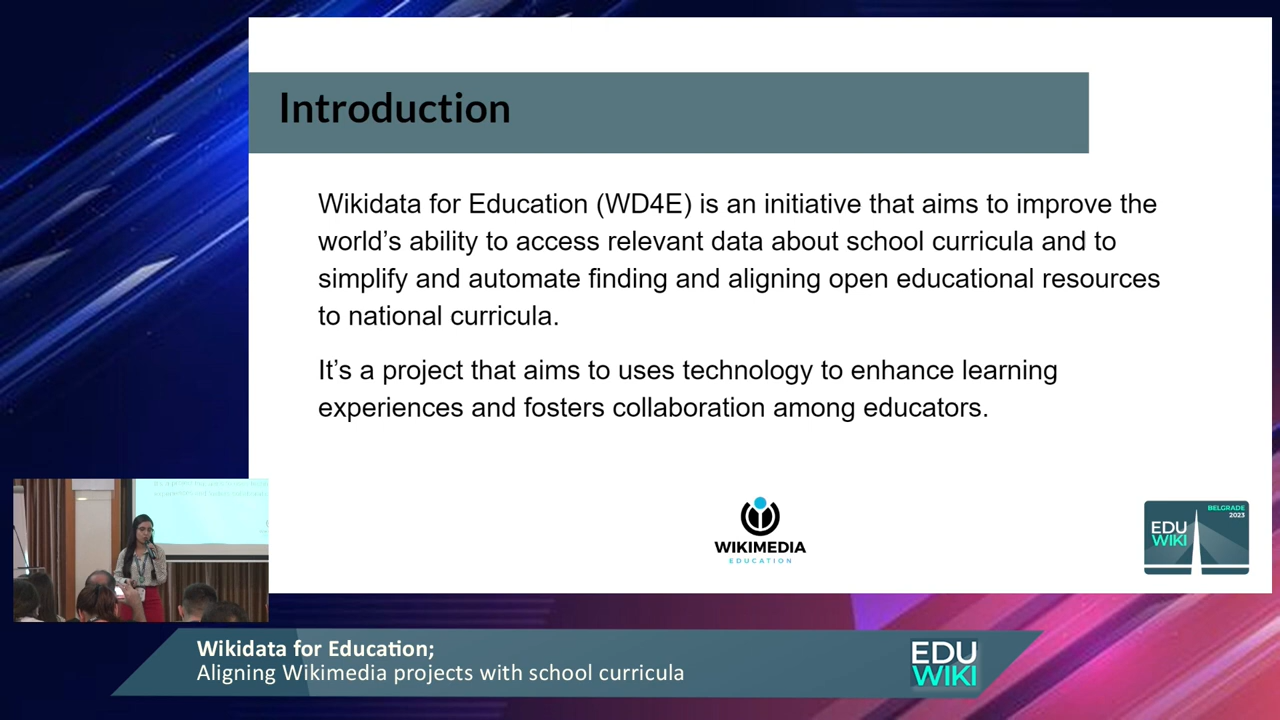 Introduction
Wikidata for Education (WD4E) is an initiative that aims to improve the
world's ability to access relevant data about school curricula and to
simplify and automate finding and aligning open educational resources
to national curricula.
It's a project that aims to uses technology to enhance learning
experiences and fosters collaboration among educators.
WIKIMEDIA
EDUCATION
BELGRADE
2023
EDU
WIKI
Wikidata for Education;
Aligning Wikimedia projects with school curricula
EDU
WIKI